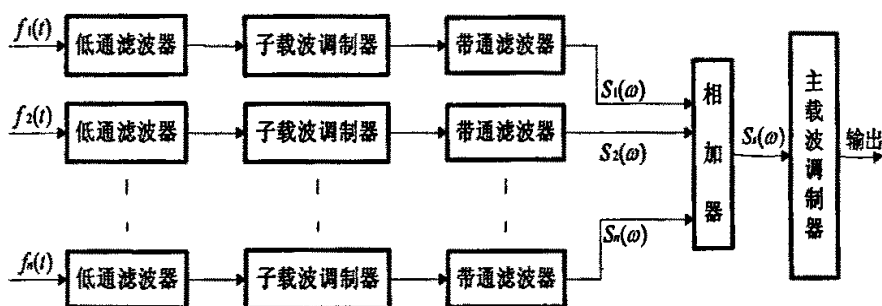 f₁(t)
低通滤波器
子载波调制器
带通滤波器
S₁(ω)
f₂(t)
低通滤波器
子载波调制器
带通滤波器
S₂(ω)
fₙ(t)
低通滤波器
子载波调制器
带通滤波器
Sₙ(ω)
相加器
Sₛ(ω)
主载波调制器
输出